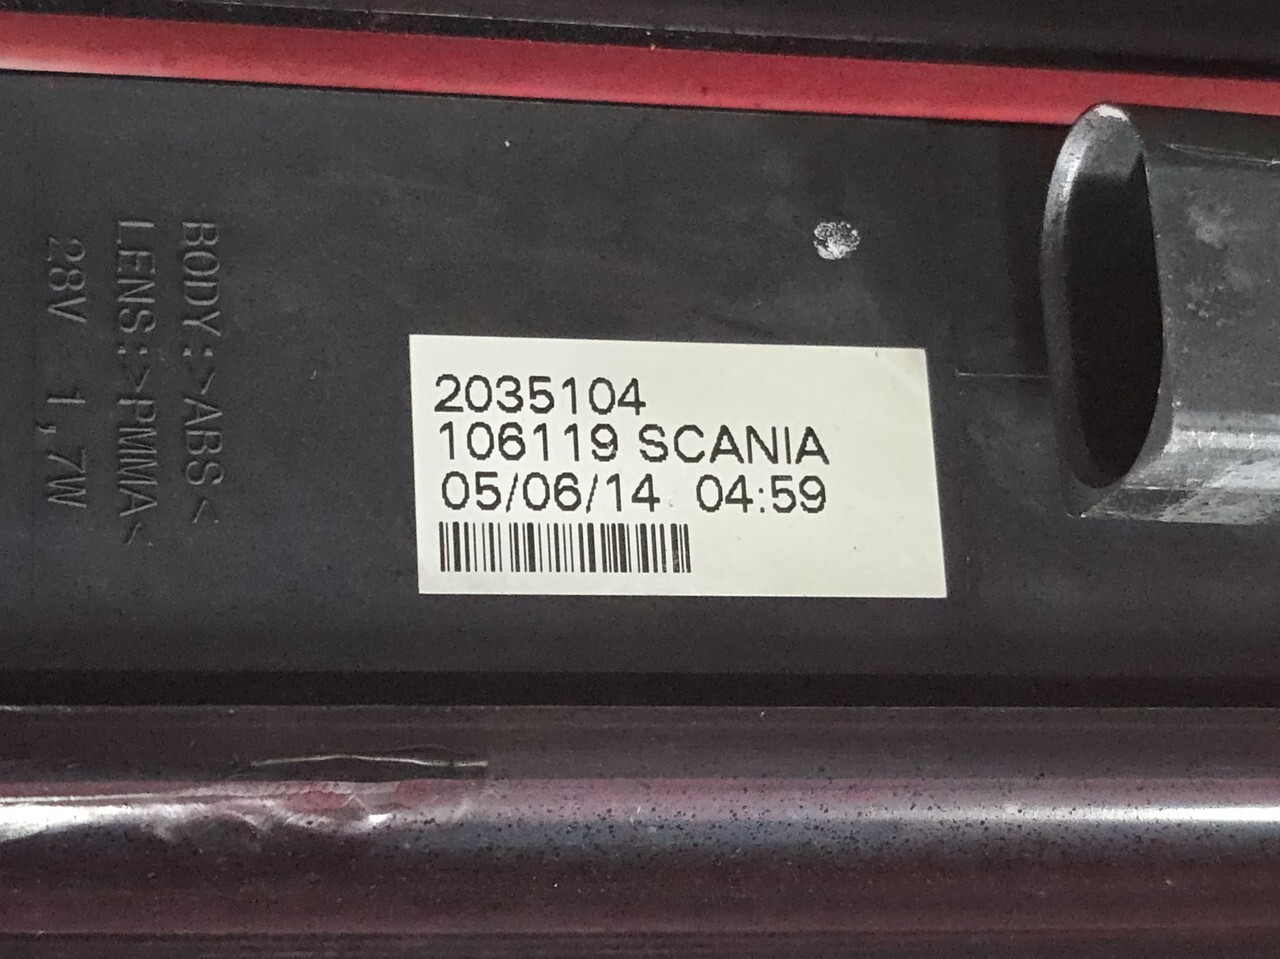 BODY:>ABS<
LENS:>PMMA<
28V 1,7W
2035104
106119 SCANIA
05/06/14 04:59